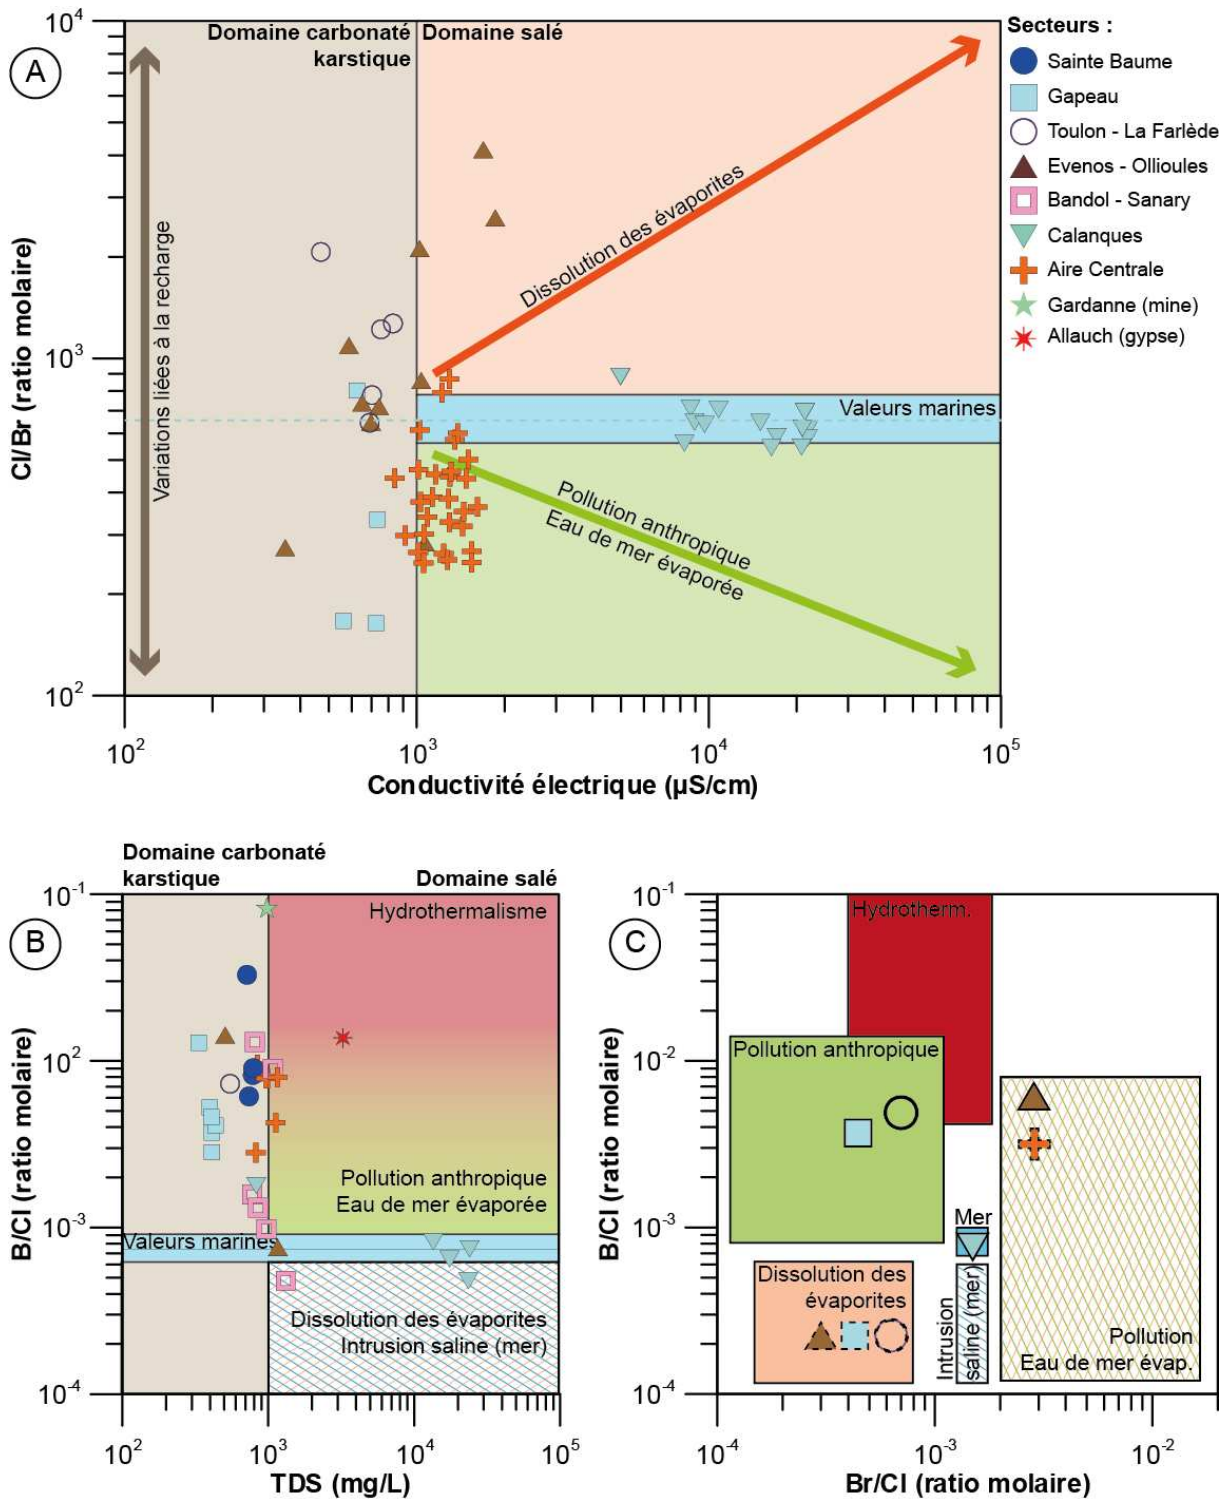 A
10⁴
10³
10²
Cl/Br (ratio molaire)
Domaine carbonaté
karstique
Domaine salé
Variations liées à la recharge
Dissolution des évaporites
Valeurs marines
Pollution anthropique
Eau de mer évaporée
10² 10³ 10⁴ 10⁵
Conductivité électrique (µS/cm)
Secteurs :
Sainte Baume
Gapeau
Toulon - La Farlède
Evenos - Ollioules
Bandol - Sanary
Calanques
Aire Centrale
Gardanne (mine)
Allauch (gypse)
B
Domaine carbonaté
karstique
Domaine salé
10⁻¹
10⁻²
10⁻³
10⁻⁴
B/Cl (ratio molaire)
Hydrothermalisme
Pollution anthropique
Eau de mer évaporée
Valeurs marines
Dissolution des évaporites
Intrusion saline (mer)
10² 10³ 10⁴ 10⁵
TDS (mg/L)
C
10⁻¹
10⁻²
10⁻³
10⁻⁴
B/Cl (ratio molaire)
Hydrotherm.
Pollution anthropique
Mer
Dissolution des
évaporites
Intrusion
saline (mer)
Pollution
Eau de mer évap.
10⁻⁴ 10⁻³ 10⁻²
Br/Cl (ratio molaire)